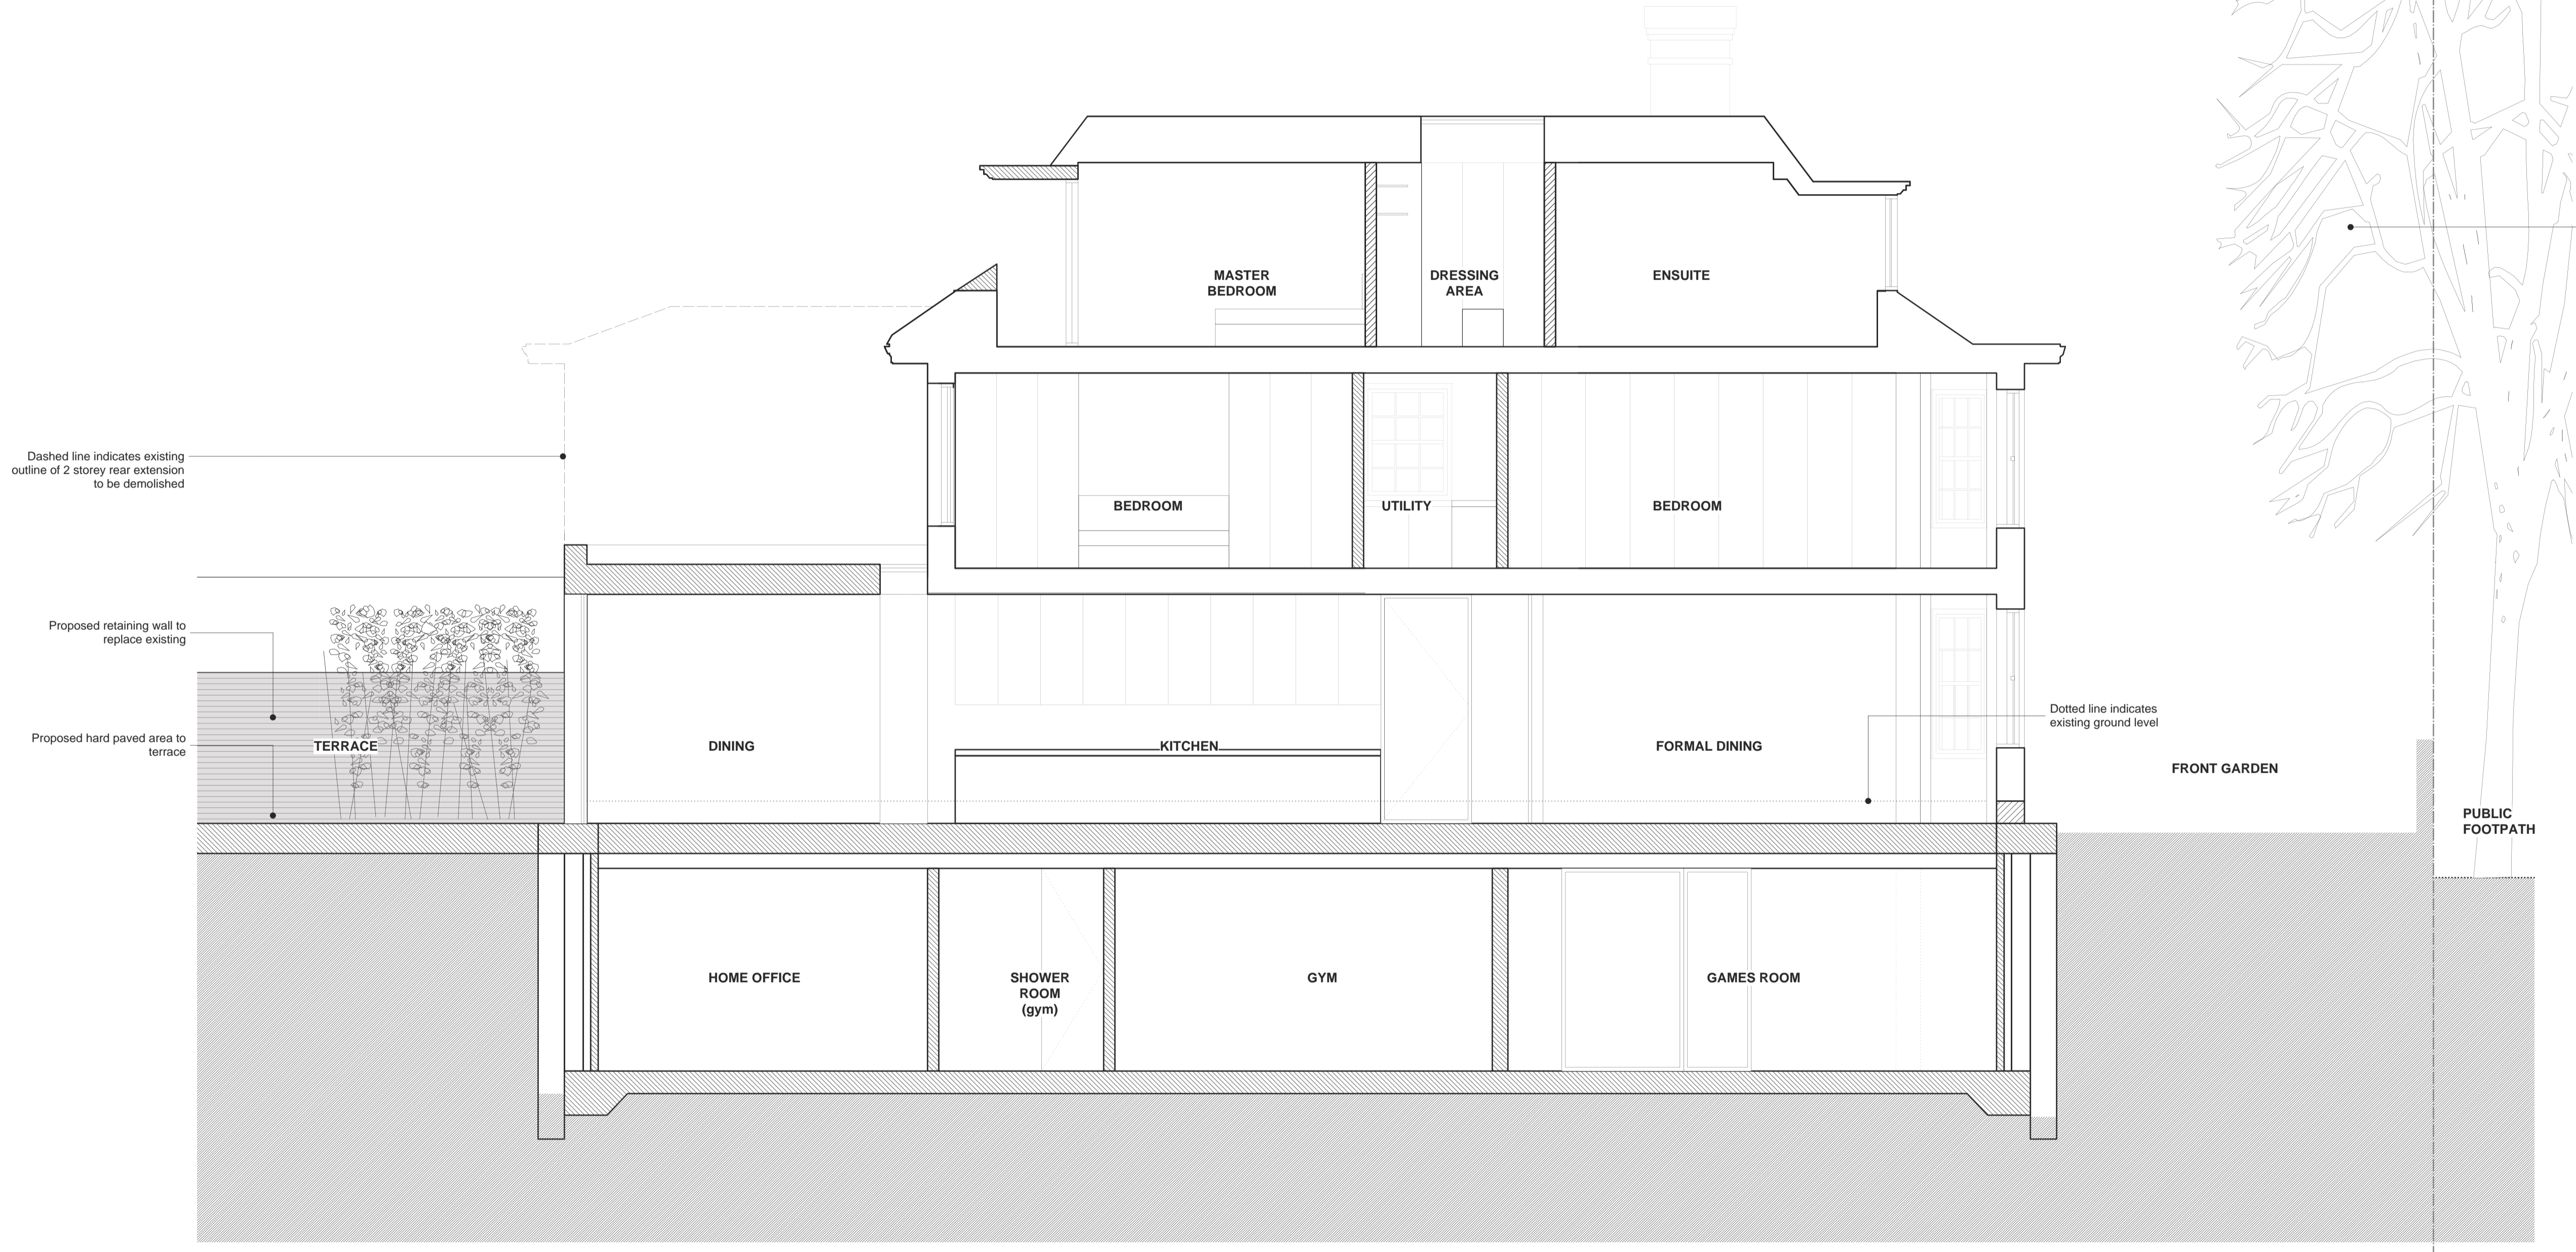 MASTER
BEDROOM
DRESSING
AREA
ENSUITE
Dashed line indicates existing
outline of 2 storey rear extension
to be demolished
BEDROOM
UTILITY
BEDROOM
Proposed retaining wall to
replace existing
Proposed hard paved area to
terrace
TERRACE
DINING
KITCHEN
FORMAL DINING
Dotted line indicates
existing ground level
FRONT GARDEN
PUBLIC
FOOTPATH
HOME OFFICE
SHOWER
ROOM
(gym)
GYM
GAMES ROOM